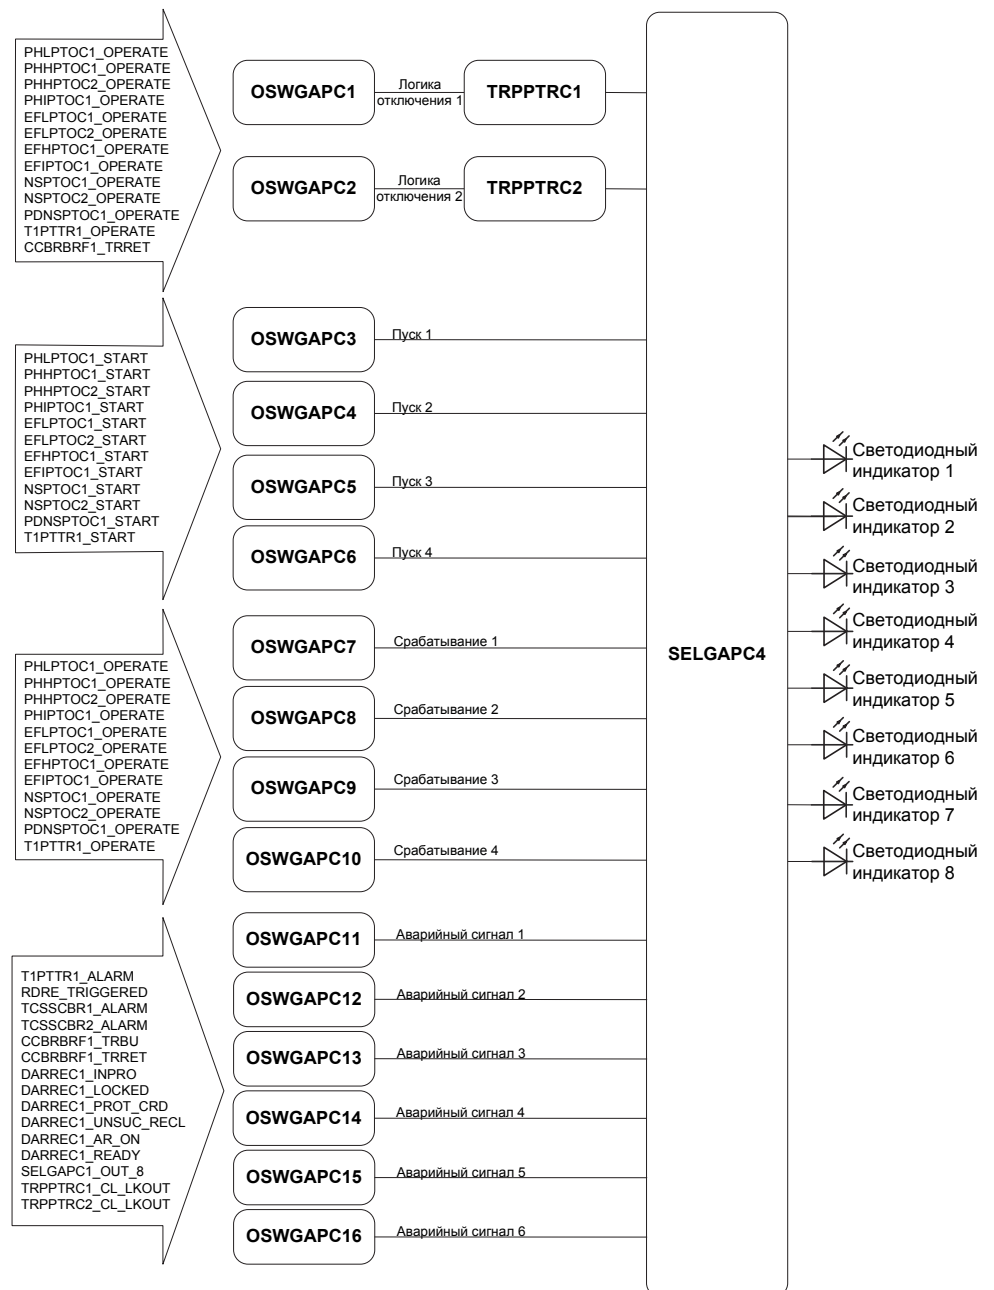 PHLPTOC1_OPERATE
PHHPTOC1_OPERATE
PHHPTOC2_OPERATE
PHIPTOC1_OPERATE
EFLPTOC1_OPERATE
EFLPTOC2_OPERATE
EFHPTOC1_OPERATE
EFIPTOC1_OPERATE
NSPTOC1_OPERATE
NSPTOC2_OPERATE
PDNSPTOC1_OPERATE
T1PTTR1_OPERATE
CCBRBRF1_TRRET
OSWGAPC1
Логика
отключения 1
TRPPTRC1
OSWGAPC2
Логика
отключения 2
TRPPTRC2
PHLPTOC1_START
PHHPTOC1_START
PHHPTOC2_START
PHIPTOC1_START
EFLPTOC1_START
EFLPTOC2_START
EFHPTOC1_START
EFIPTOC1_START
NSPTOC1_START
NSPTOC2_START
PDNSPTOC1_START
T1PTTR1_START
OSWGAPC3
Пуск 1
OSWGAPC4
Пуск 2
OSWGAPC5
Пуск 3
OSWGAPC6
Пуск 4
PHLPTOC1_OPERATE
PHHPTOC1_OPERATE
PHHPTOC2_OPERATE
PHIPTOC1_OPERATE
EFLPTOC1_OPERATE
EFLPTOC2_OPERATE
EFHPTOC1_OPERATE
EFIPTOC1_OPERATE
NSPTOC1_OPERATE
NSPTOC2_OPERATE
PDNSPTOC1_OPERATE
T1PTTR1_OPERATE
OSWGAPC7
Срабатывание 1
OSWGAPC8
Срабатывание 2
OSWGAPC9
Срабатывание 3
OSWGAPC10
Срабатывание 4
T1PTTR1_ALARM
RDRE_TRIGGERED
TCSSCBR1_ALARM
TCSSCBR2_ALARM
CCBRBRF1_TRBU
CCBRBRF1_TRRET
DARREC1_INPRO
DARREC1_LOCKED
DARREC1_PROT_CRD
DARREC1_UNSUC_RECL
DARREC1_AR_ON
DARREC1_READY
SELGAPC1_OUT_8
TRPPTRC1_CL_LKOUT
TRPPTRC2_CL_LKOUT
OSWGAPC11
Аварийный сигнал 1
OSWGAPC12
Аварийный сигнал 2
OSWGAPC13
Аварийный сигнал 3
OSWGAPC14
Аварийный сигнал 4
OSWGAPC15
Аварийный сигнал 5
OSWGAPC16
Аварийный сигнал 6
SELGAPC4
Светодиодный
индикатор 1
Светодиодный
индикатор 2
Светодиодный
индикатор 3
Светодиодный
индикатор 4
Светодиодный
индикатор 5
Светодиодный
индикатор 6
Светодиодный
индикатор 7
Светодиодный
индикатор 8